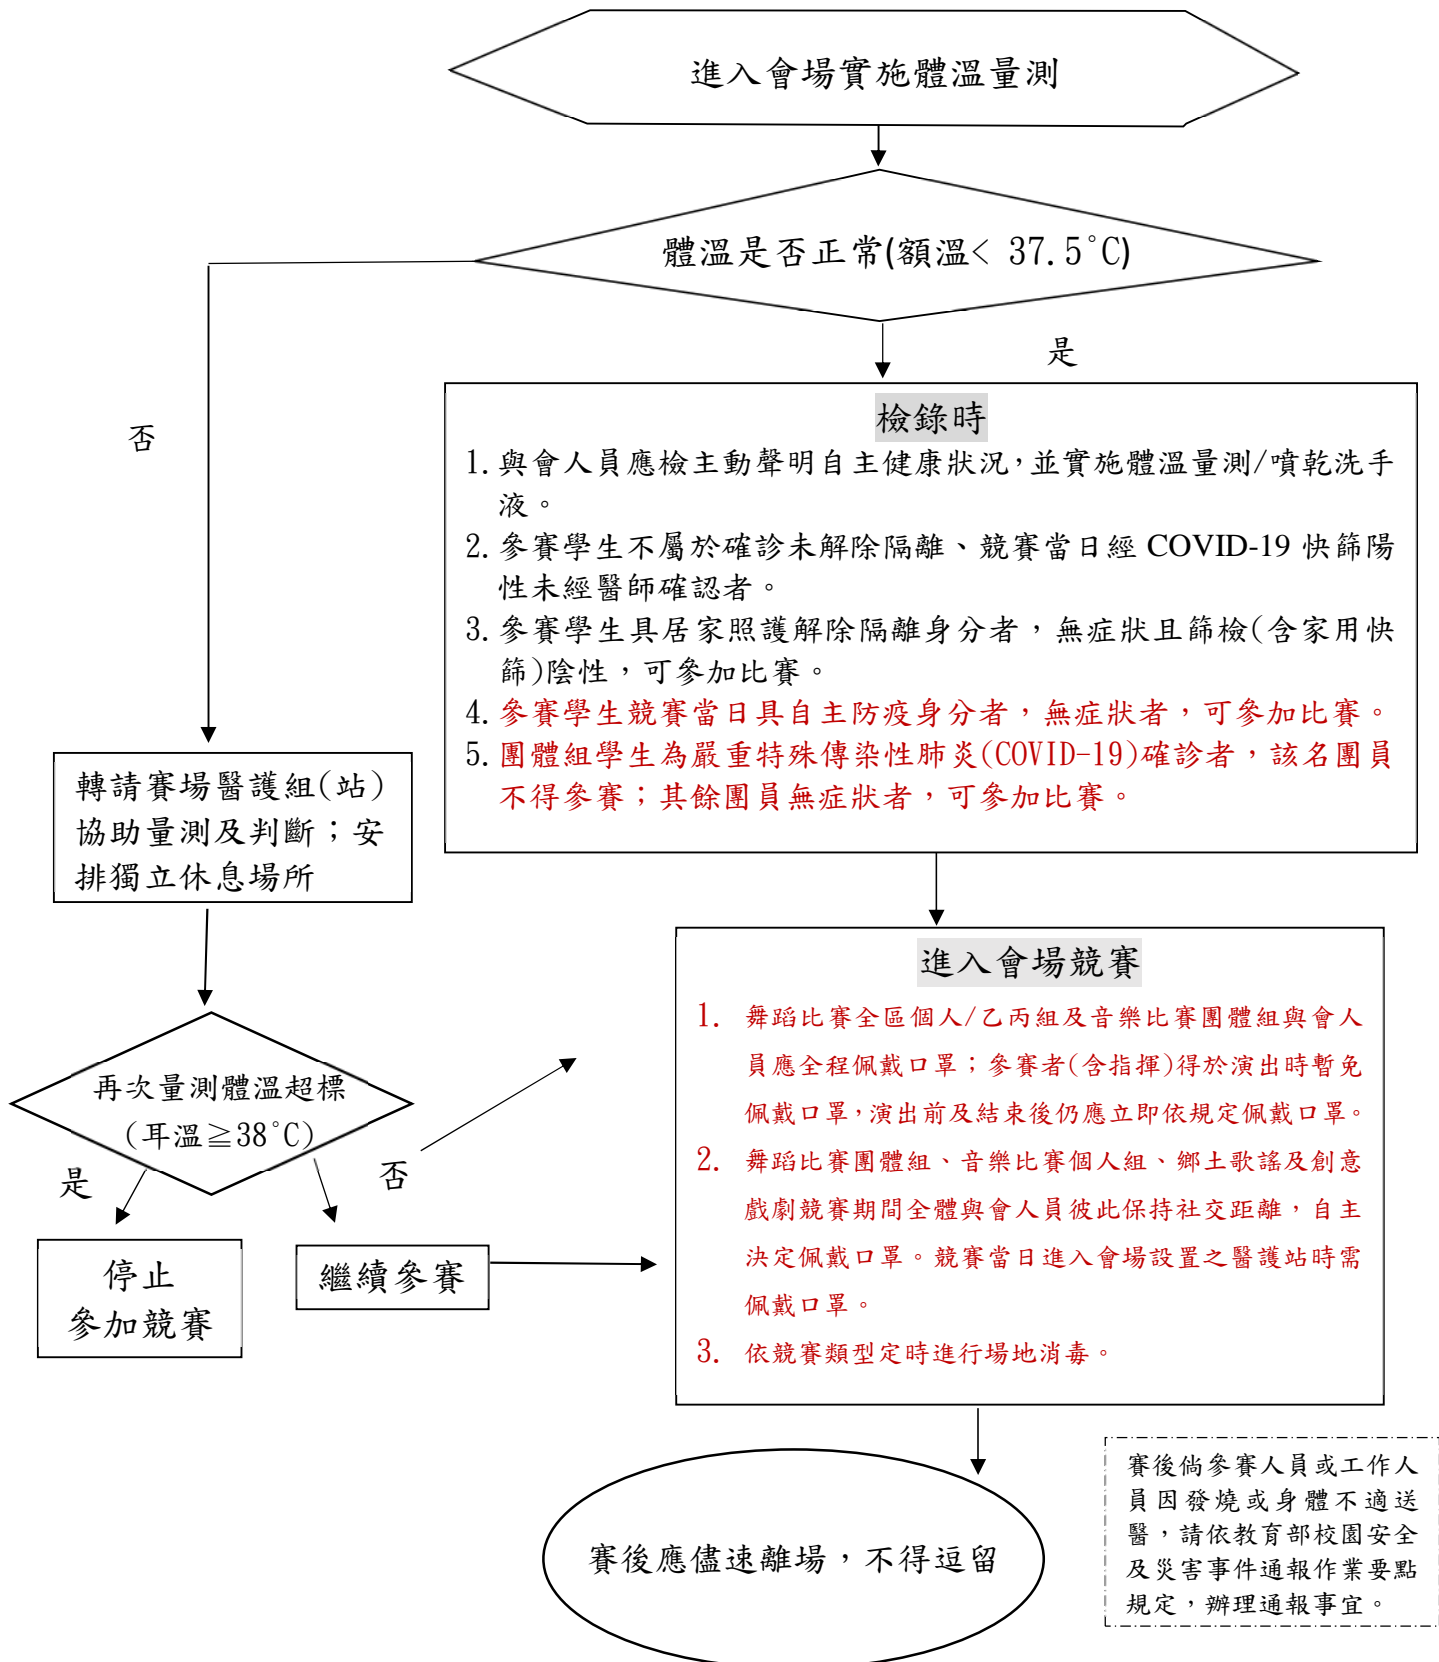 進入會場實施體溫量測
體溫是否正常(額溫< 37.5°C)
是
否
檢錄時
1. 與會人員應檢主動聲明自主健康狀況，並實施體溫量測/噴乾洗手
液。
2. 參賽學生不屬於確診未解除隔離、競賽當日經 COVID-19 快篩陽
性未經醫師確認者。
3. 參賽學生具居家照護解除隔離身分者，無症狀且篩檢(含家用快
篩)陰性，可參加比賽。
4. 參賽學生競賽當日具自主防疫身分者，無症狀者，可參加比賽。
5. 團體組學生為嚴重特殊傳染性肺炎(COVID-19)確診者，該名團員
不得參賽；其餘團員無症狀者，可參加比賽。
轉請賽場醫護組(站)
協助量測及判斷；安
排獨立休息場所
再次量測體溫超標
(耳溫≧38°C)
是
否
停止
參加競賽
繼續參賽
進入會場競賽
1. 舞蹈比賽全區個人/乙丙組及音樂比賽團體組與會人
員應全程佩戴口罩；參賽者(含指揮)得於演出時暫免
佩戴口罩，演出前及結束後仍應立即依規定佩戴口罩。
2. 舞蹈比賽團體組、音樂比賽個人組、鄉土歌謠及創意
戲劇競賽期間全體與會人員彼此保持社交距離，自主
決定佩戴口罩。競賽當日進入會場設置之醫護站時需
佩戴口罩。
3. 依競賽類型定時進行場地消毒。
賽後應儘速離場，不得逗留
賽後倘參賽人員或工作人
員因發燒或身體不適送
醫，請依教育部校園安全
及災害事件通報作業要點
規定，辦理通報事宜。